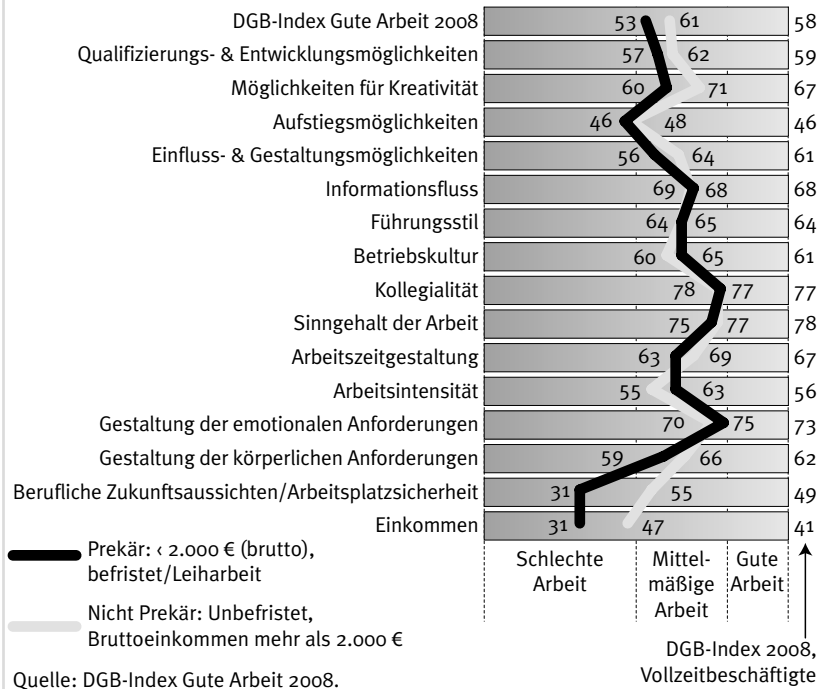 DGB-Index Gute Arbeit 2008 53 61 58
Qualifizierungs- & Entwicklungsmöglichkeiten 57 62 59
Möglichkeiten für Kreativität 60 71 67
Aufstiegsmöglichkeiten 46 48 46
Einfluss- & Gestaltungsmöglichkeiten 56 64 61
Informationsfluss 69 68 68
Führungsstil 64 65 64
Betriebskultur 60 65 61
Kollegialität 78 77 77
Sinngehalt der Arbeit 75 77 78
Arbeitszeitgestaltung 63 69 67
Arbeitsintensität 55 63 56
Gestaltung der emotionalen Anforderungen 70 75 73
Gestaltung der körperlichen Anforderungen 59 66 62
Berufliche Zukunftsaussichten/Arbeitsplatzsicherheit 31 55 49
Einkommen 31 47 41
Schlechte
Arbeit
Mittel-
mäßige
Arbeit
Gute
Arbeit
Prekär: < 2.000 € (brutto),
befristet/Leiharbeit
Nicht Prekär: Unbefristet,
Bruttoeinkommen mehr als 2.000 €
DGB-Index 2008,
Vollzeitbeschäftigte
Quelle: DGB-Index Gute Arbeit 2008.